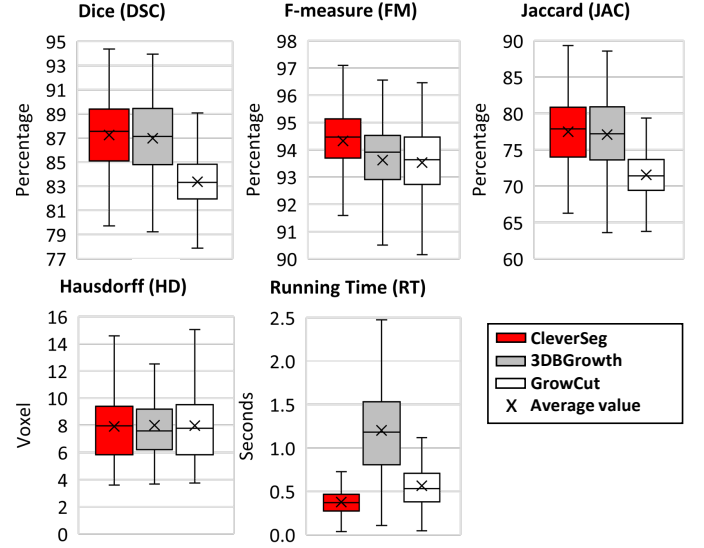 Dice (DSC)
95
93
91
89
87
85
83
81
79
77
Percentage
F-measure (FM)
98
97
96
95
94
93
92
91
90
Percentage
Jaccard (JAC)
90
85
80
75
70
65
60
Percentage
Hausdorff (HD)
16
14
12
10
8
6
4
2
0
Voxel
Running Time (RT)
2.5
2.0
1.5
1.0
0.5
0.0
Seconds
CleverSeg
3DBGrowth
GrowCut
X Average value